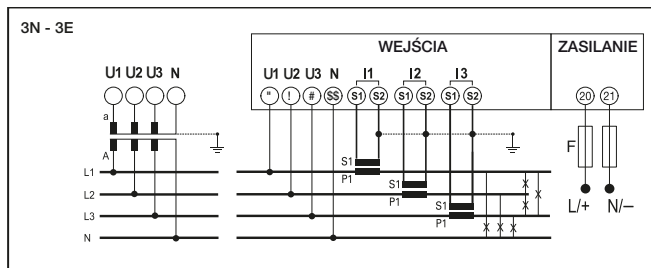 3N - 3E
WEJŚCIA
ZASILANIE
U1 U2 U3 N
U1 U2 U3 N I1 I2 I3
" ! # $$ S1 S2 S1 S2 S1 S2
20 21
a
A
F
S1
P1
S1
P1
S1
P1
L1
L2
L3
N
L/+ N/–